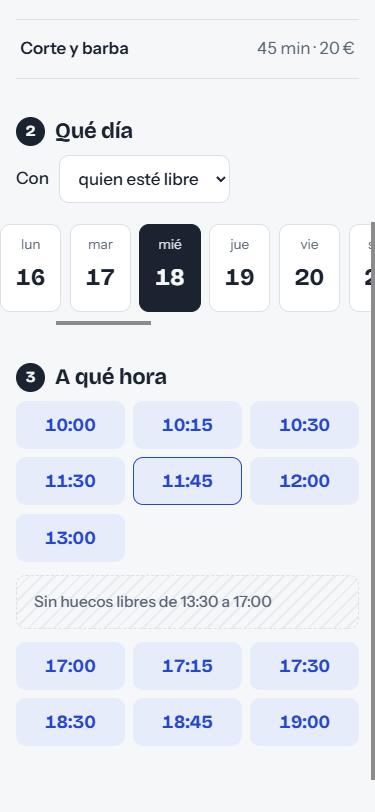 Corte y barba 45 min · 20 €
2 Qué día
Con quien esté libre
lun mar mié jue vie
16 17 18 19 20
3 A qué hora
10:00 10:15 10:30
11:30 11:45 12:00
13:00
Sin huecos libres de 13:30 a 17:00
17:00 17:15 17:30
18:30 18:45 19:00